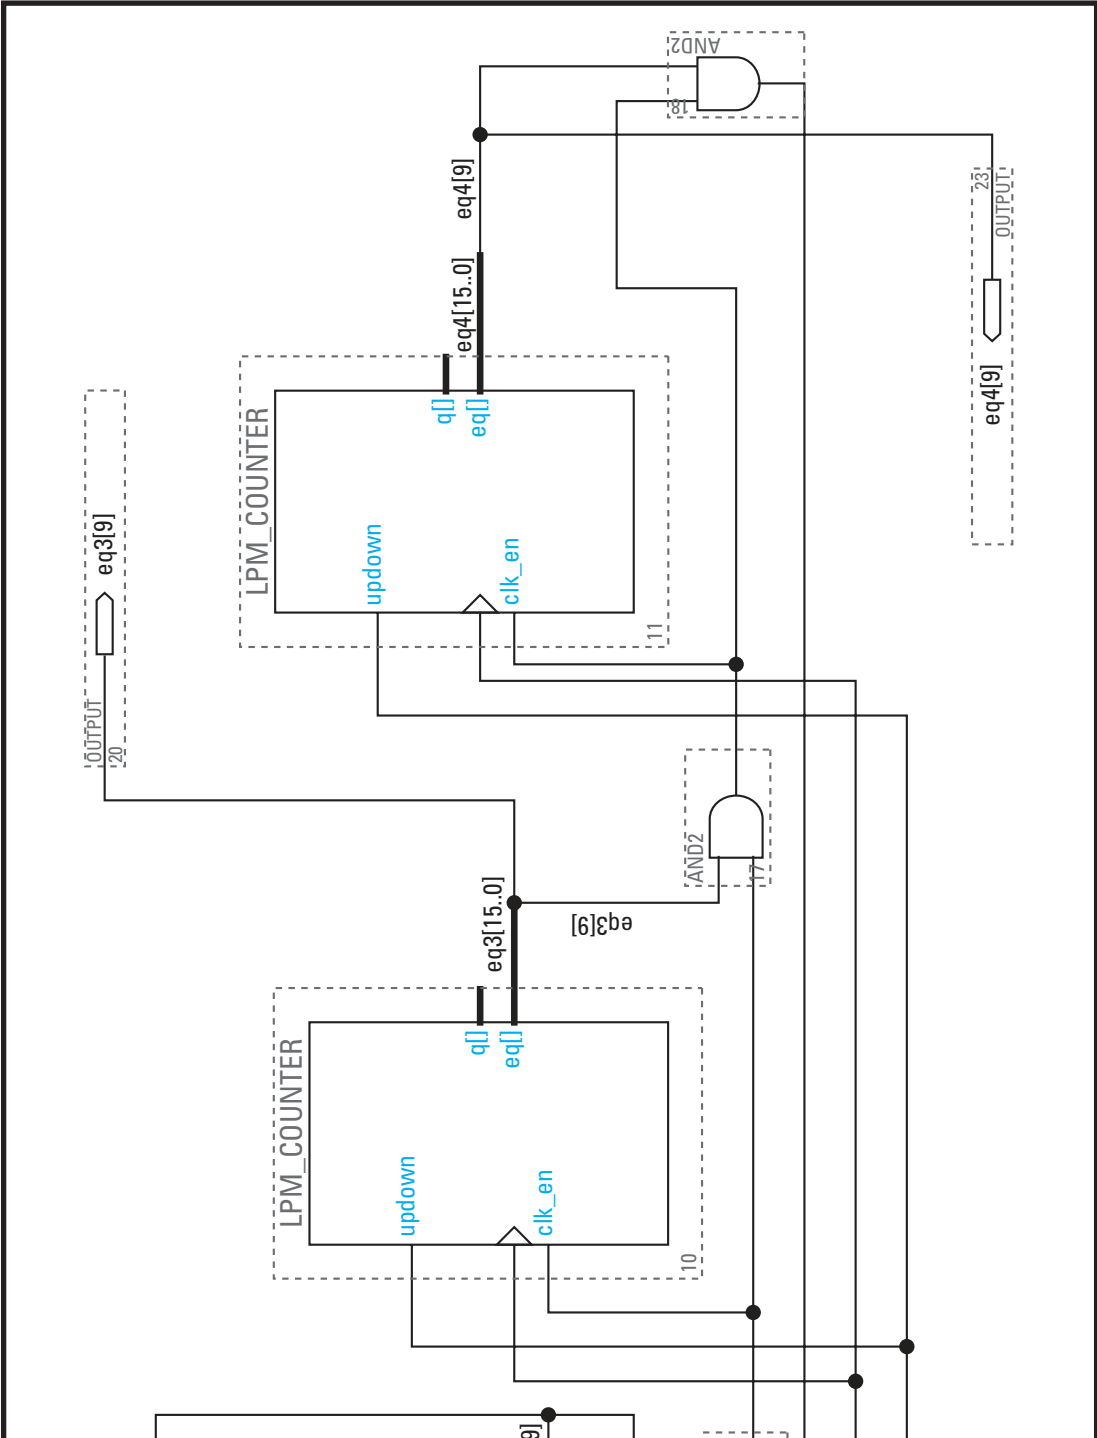 AND2
18
eq4[9]
23
OUTPUT
eq4[15..0]
eq4[9]
LPM_COUNTER
q[]
eq[]
updown
clk_en
11
eq3[9]
OUTPUT
20
AND2
17
eq3[15..0]
eq3[9]
LPM_COUNTER
q[]
eq[]
updown
clk_en
10
9]